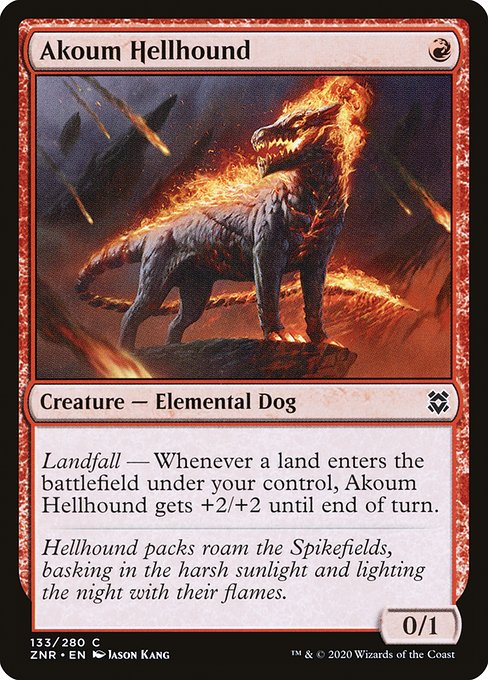 Akoum Hellhound
Creature — Elemental Dog
Landfall — Whenever a land enters the
battlefield under your control, Akoum
Hellhound gets +2/+2 until end of turn.
Hellhound packs roam the Spikefields,
basking in the harsh sunlight and lighting
the night with their flames.
0/1
133/280 C
ZNR • EN Jason Kang
™ & © 2020 Wizards of the Coast